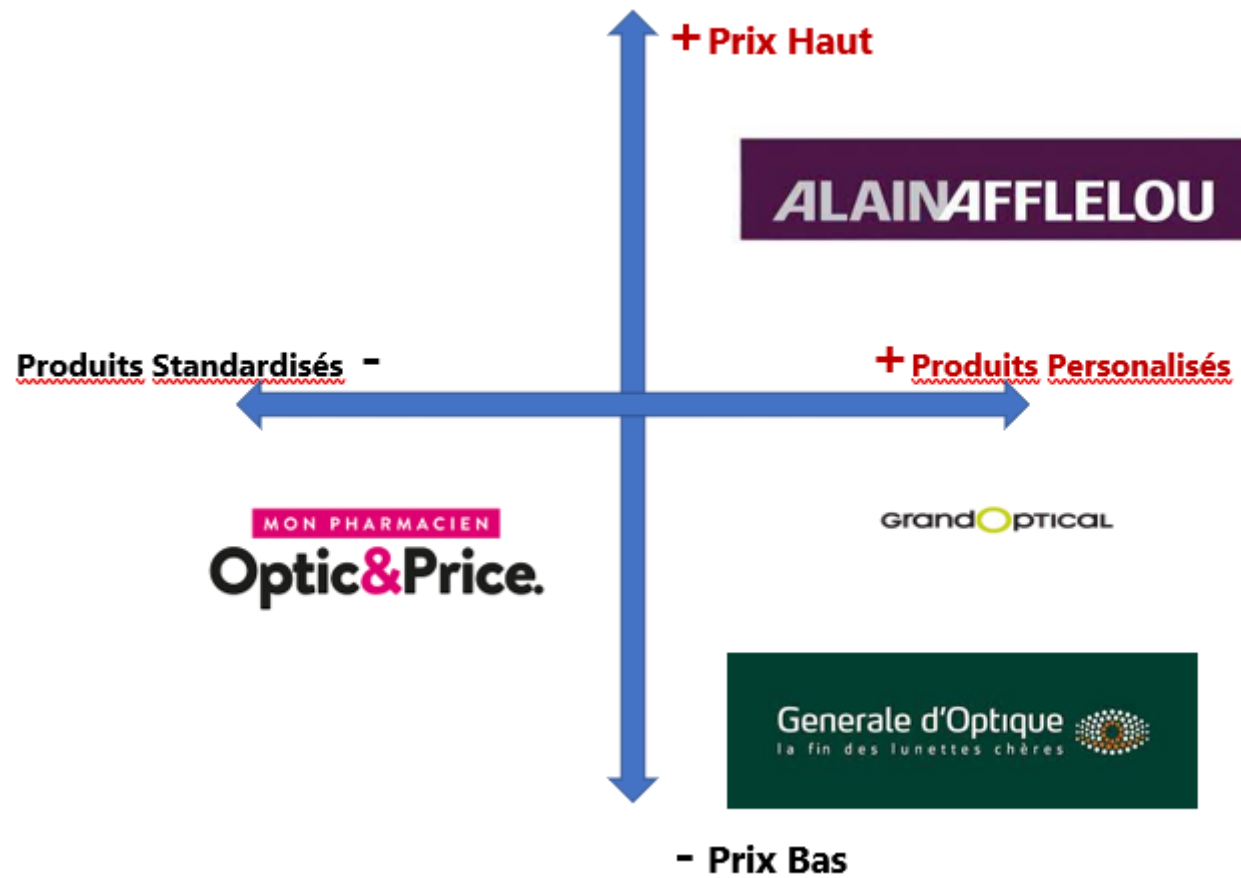 + Prix Haut
ALAINAFFLELOU
Produits Standardisés -
+ Produits Personalisés
MON PHARMACIEN
Optic&Price.
GrandOptical
Generale d'Optique
la fin des lunettes chères
- Prix Bas